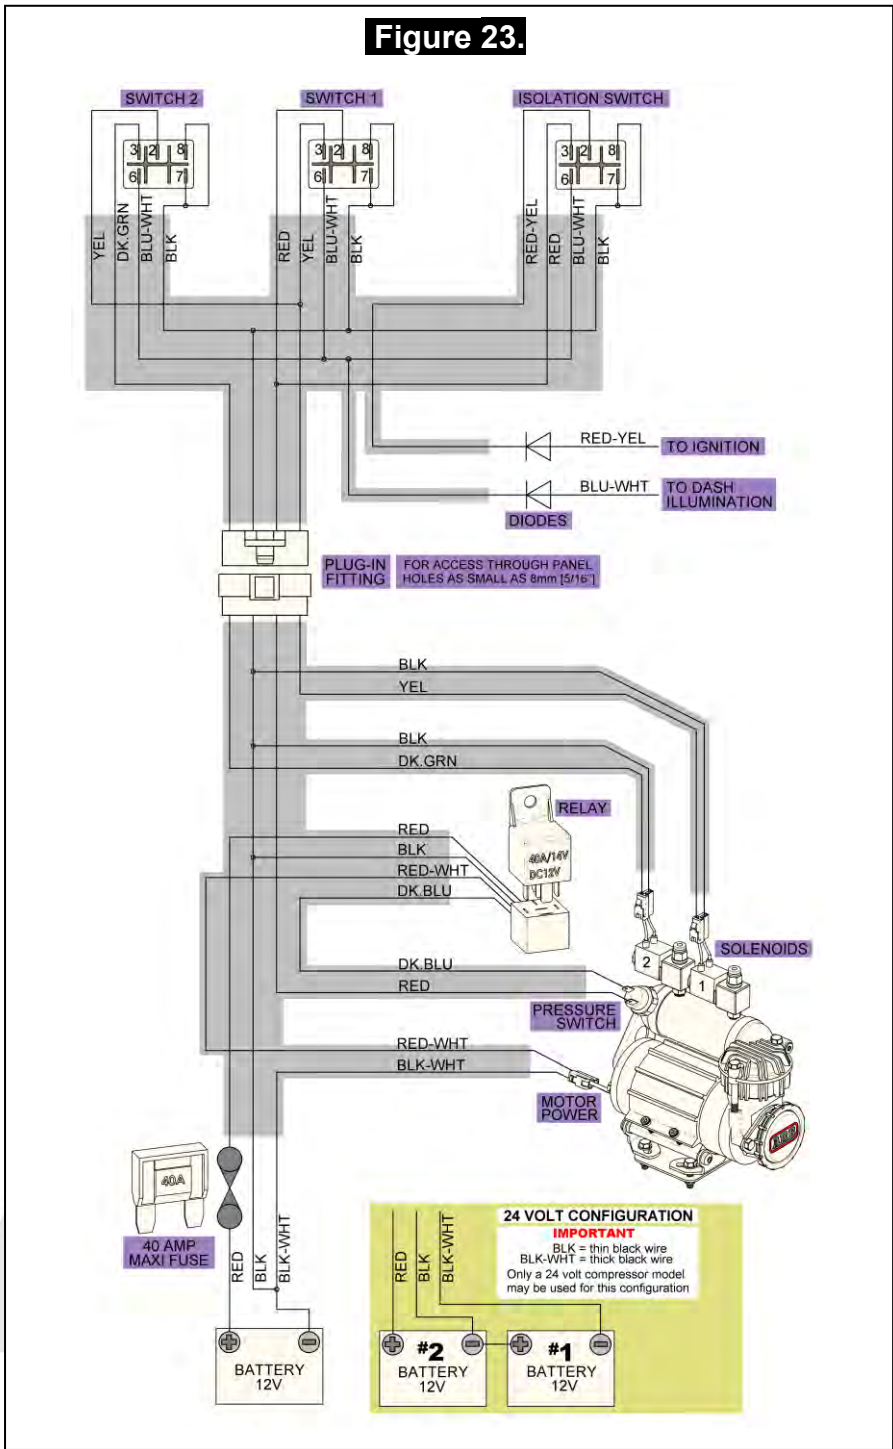 Figure 23.
SWITCH 2
SWITCH 1
ISOLATION SWITCH
3 2 8
6 7
3 2 8
6 7
3 2 8
6 7
YEL
DK.GRN
BLU-WHT
BLK
RED
YEL
BLU-WHT
BLK
RED-YEL
RED
BLU-WHT
BLK
RED-YEL
TO IGNITION
BLU-WHT
TO DASH
ILLUMINATION
DIODES
PLUG-IN
FITTING
FOR ACCESS THROUGH PANEL
HOLES AS SMALL AS 8mm [5/16"]
BLK
YEL
BLK
DK.GRN
RELAY
40A/14V
DC12V
RED
BLK
RED-WHT
DK.BLU
SOLENOIDS
2
1
DK.BLU
RED
PRESSURE
SWITCH
RED-WHT
BLK-WHT
MOTOR
POWER
40A
40 AMP
MAXI FUSE
RED
BLK
BLK-WHT
BATTERY
12V
24 VOLT CONFIGURATION
IMPORTANT
BLK = thin black wire
BLK-WHT = thick black wire
Only a 24 volt compressor model
may be used for this configuration
RED
BLK
BLK-WHT
#2
BATTERY
12V
#1
BATTERY
12V